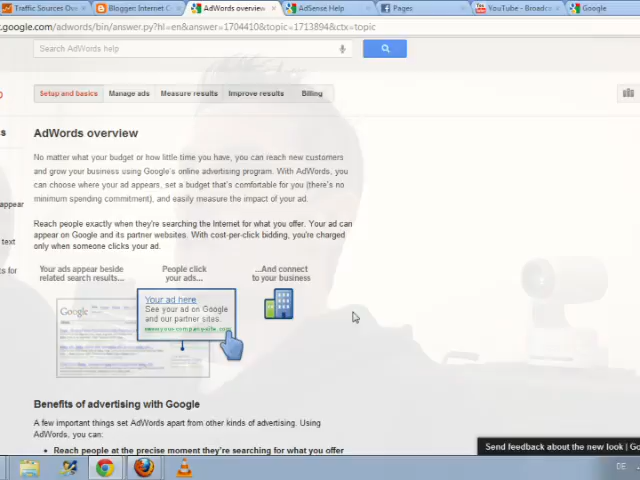 Traffic Sources Ov
Blogger Internet C
AdWords overview
AdSense Help
Pages
YouTube - Broadc
Google
.google.com/adwords/bin/answer.py?hl=en&answer=1704410&topic=1713894&ctx=topic
Search AdWords help
Setup and basics
Manage ads
Measure results
Improve results
Billing
s
AdWords overview
No matter what your budget or how little time you have, you can reach new customers
and grow your business using Google's online advertising program. With AdWords, you
can choose where your ad appears, set a budget that's comfortable for you (there's no
minimum spending commitment), and easily measure the impact of your ad.
appear
Reach people exactly when they're searching the Internet for what you offer. Your ad can
appear on Google and its partner websites. With cost-per-click bidding, you're charged
only when someone clicks your ad.
text
s for
Your ads appear beside
related search results...
People click
your ads...
...And connect
to your business
Google
Your ad here
See your ad on Google
and our partner sites.
www.yourcompanysite.com
Benefits of advertising with Google
A few important things set AdWords apart from other kinds of advertising. Using
AdWords, you can:
Reach people at the precise moment they're searching for what you offer
Send feedback about the new look | Go
DE